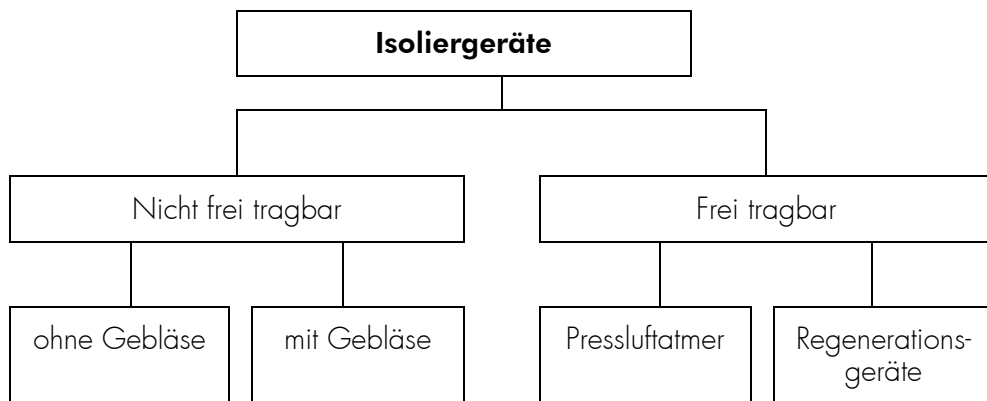 Isoliergeräte
Nicht frei tragbar
Frei tragbar
ohne Gebläse
mit Gebläse
Pressluftatmer
Regenerations-
geräte